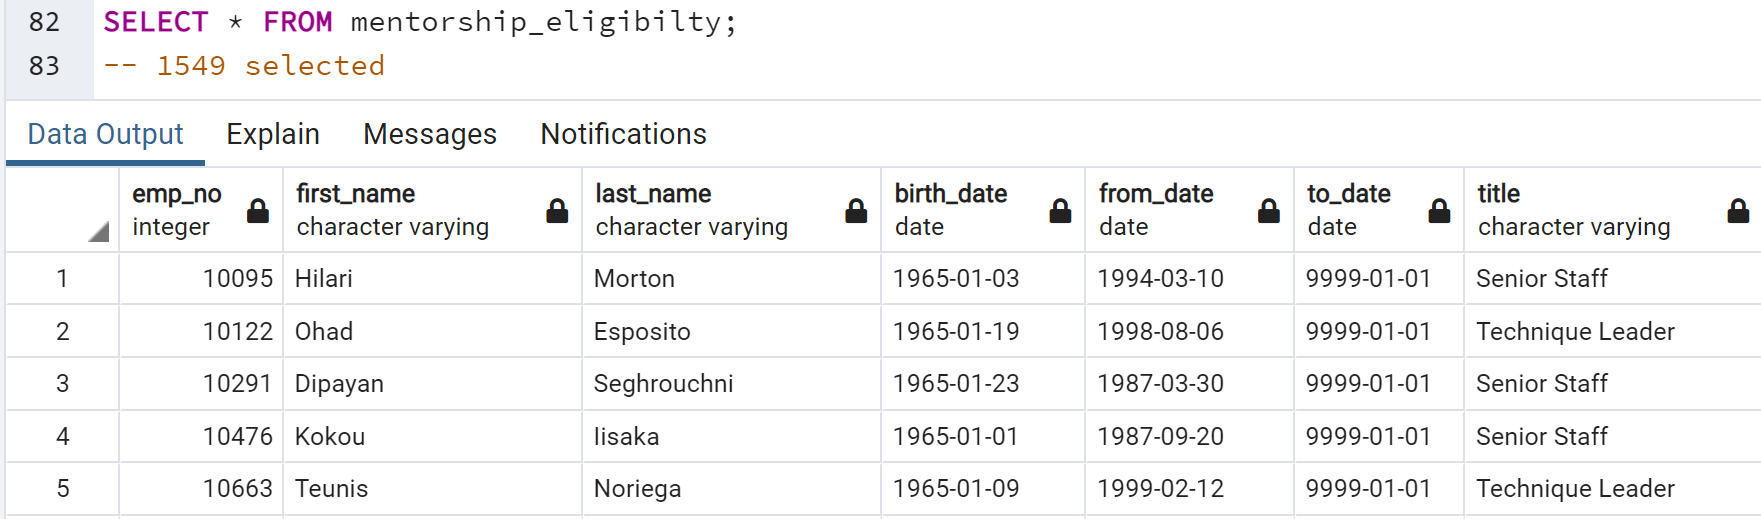 82 SELECT * FROM mentorship_eligibilty;
83 -- 1549 selected
Data Output Explain Messages Notifications
emp_no first_name last_name birth_date from_date to_date title
integer character varying character varying date date date character varying
1 10095 Hilari Morton 1965-01-03 1994-03-10 9999-01-01 Senior Staff
2 10122 Ohad Esposito 1965-01-19 1998-08-06 9999-01-01 Technique Leader
3 10291 Dipayan Seghrouchni 1965-01-23 1987-03-30 9999-01-01 Senior Staff
4 10476 Kokou Iisaka 1965-01-01 1987-09-20 9999-01-01 Senior Staff
5 10663 Teunis Noriega 1965-01-09 1999-02-12 9999-01-01 Technique Leader